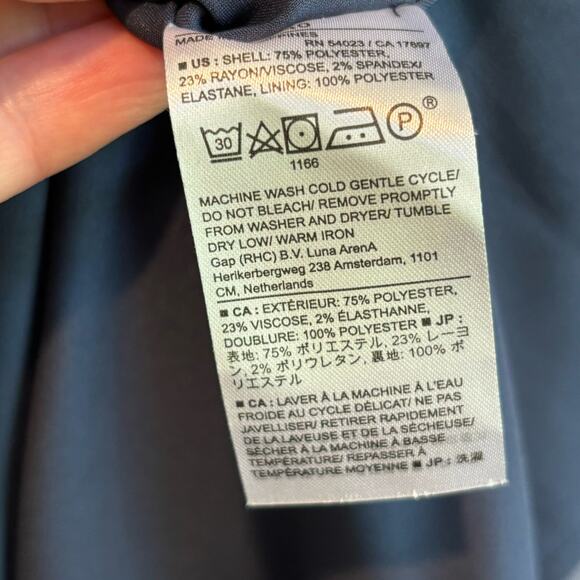 MADE PINES
RN 54023 / CA 17897
■ US : SHELL: 75% POLYESTER,
23% RAYON/VISCOSE, 2% SPANDEX/
ELASTANE, LINING: 100% POLYESTER
30 P ®
1166
MACHINE WASH COLD GENTLE CYCLE/
DO NOT BLEACH/ REMOVE PROMPTLY
FROM WASHER AND DRYER/ TUMBLE
DRY LOW/ WARM IRON
Gap (RHC) B.V. Luna ArenA
Herikerbergweg 238 Amsterdam, 1101
CM, Netherlands
■ CA : EXTÉRIEUR: 75% POLYESTER,
23% VISCOSE, 2% ÉLASTHANNE,
DOUBLURE: 100% POLYESTER ■ JP :
表地: 75% ポリエステル, 23% レーヨ
ン, 2% ポリウレタン, 裏地: 100% ポ
リエステル
■ CA : LAVER À LA MACHINE À L'EAU
FROIDE AU CYCLE DÉLICAT/ NE PAS
JAVELLISER/ RETIRER RAPIDEMENT
DE LA LAVEUSE ET DE LA SÉCHEUSE/
SÉCHER À LA MACHINE À BASSE
TEMPÉRATURE/ REPASSER À
TEMPÉRATURE MOYENNE ■ JP : 洗濯